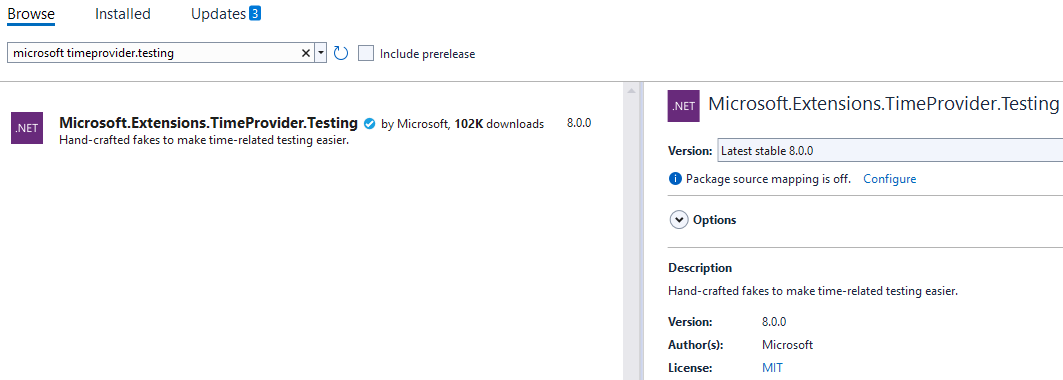 Browse Installed Updates 3
microsoft timeprovider.testing Include prerelease
.NET Microsoft.Extensions.TimeProvider.Testing by Microsoft, 102K downloads 8.0.0
Hand-crafted fakes to make time-related testing easier.
.NET Microsoft.Extensions.TimeProvider.Testing
Version: Latest stable 8.0.0
Package source mapping is off. Configure
Options
Description
Hand-crafted fakes to make time-related testing easier.
Version: 8.0.0
Author(s): Microsoft
License: MIT